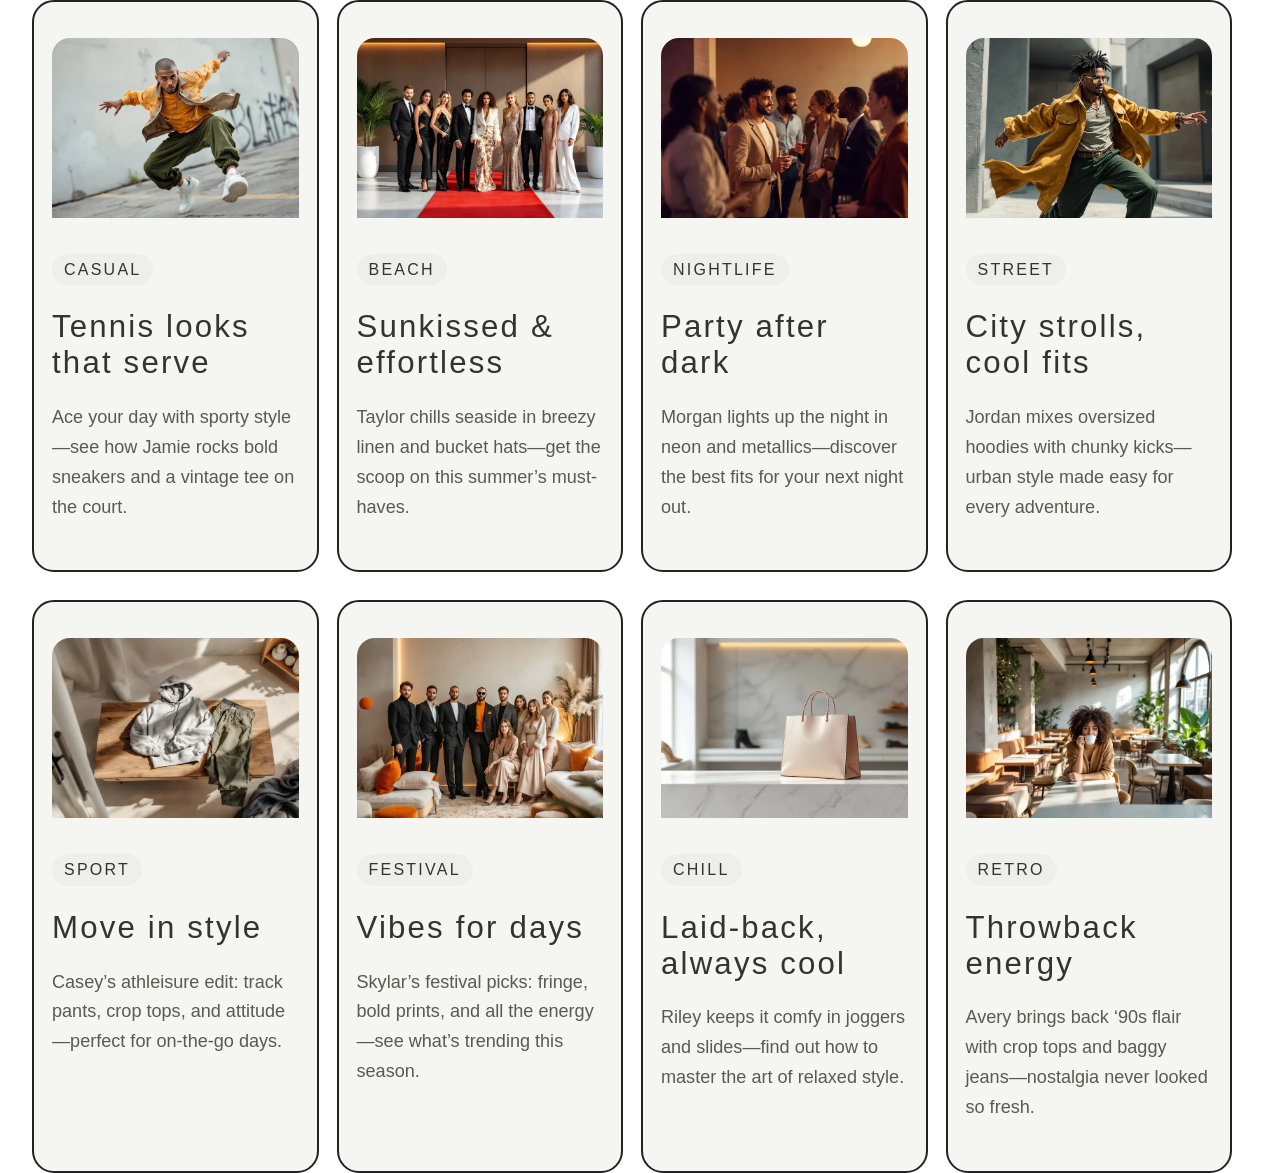 CASUAL
Tennis looks
that serve
Ace your day with sporty style
—see how Jamie rocks bold
sneakers and a vintage tee on
the court.
BEACH
Sunkissed &
effortless
Taylor chills seaside in breezy
linen and bucket hats—get the
scoop on this summer’s must-
haves.
NIGHTLIFE
Party after
dark
Morgan lights up the night in
neon and metallics—discover
the best fits for your next night
out.
STREET
City strolls,
cool fits
Jordan mixes oversized
hoodies with chunky kicks—
urban style made easy for
every adventure.
SPORT
Move in style
Casey’s athleisure edit: track
pants, crop tops, and attitude
—perfect for on-the-go days.
FESTIVAL
Vibes for days
Skylar’s festival picks: fringe,
bold prints, and all the energy
—see what’s trending this
season.
CHILL
Laid-back,
always cool
Riley keeps it comfy in joggers
and slides—find out how to
master the art of relaxed style.
RETRO
Throwback
energy
Avery brings back ‘90s flair
with crop tops and baggy
jeans—nostalgia never looked
so fresh.